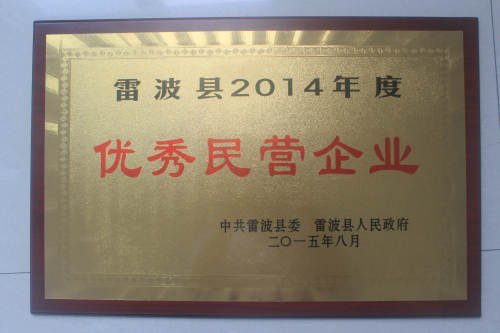 雷波县2014年度
优秀民营企业
中共雷波县委 雷波县人民政府
二〇一五年八月